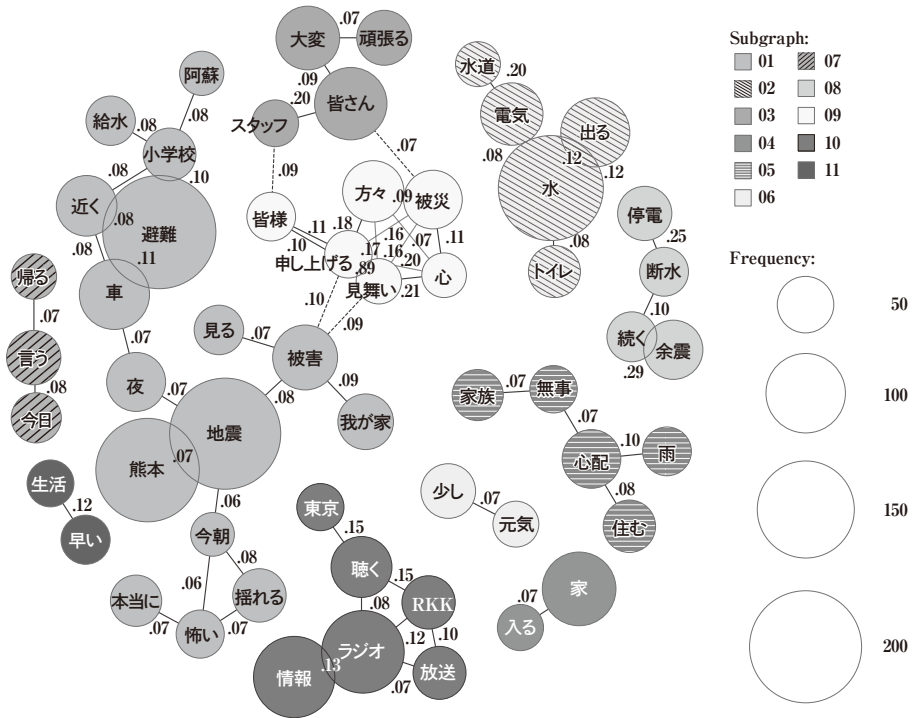 大変
.07
頑張る
.09
皆さん
.20
スタッフ
.07
.09
阿蘇
.08
給水
.08
小学校
.08
.10
近く
.08
避難
.08
.11
車
.07
夜
.07
帰る
.07
言う
.08
今日
皆様
.11
.10
方々
.09
被災
.18
.16
.07
.11
.17
.16
.20
申し上げる
.89
見舞い
.21
心
.10
.09
見る
.07
被害
.08
.09
我が家
地震
.07
熊本
.06
今朝
.08
.06
揺れる
本当に
.07
怖い
.07
生活
.12
早い
水道
.20
電気
.08
出る
.12
.12
水
.08
トイレ
停電
.25
断水
.10
続く
.29
余震
家族
.07
無事
.07
心配
.10
雨
.08
住む
少し
.07
元気
家
.07
入る
東京
.15
聴く
.15
RKK
.08
ラジオ
.12
.10
.13
情報
.07
放送
Subgraph:
01 07
02 08
03 09
04 10
05 11
06
Frequency:
50
100
150
200